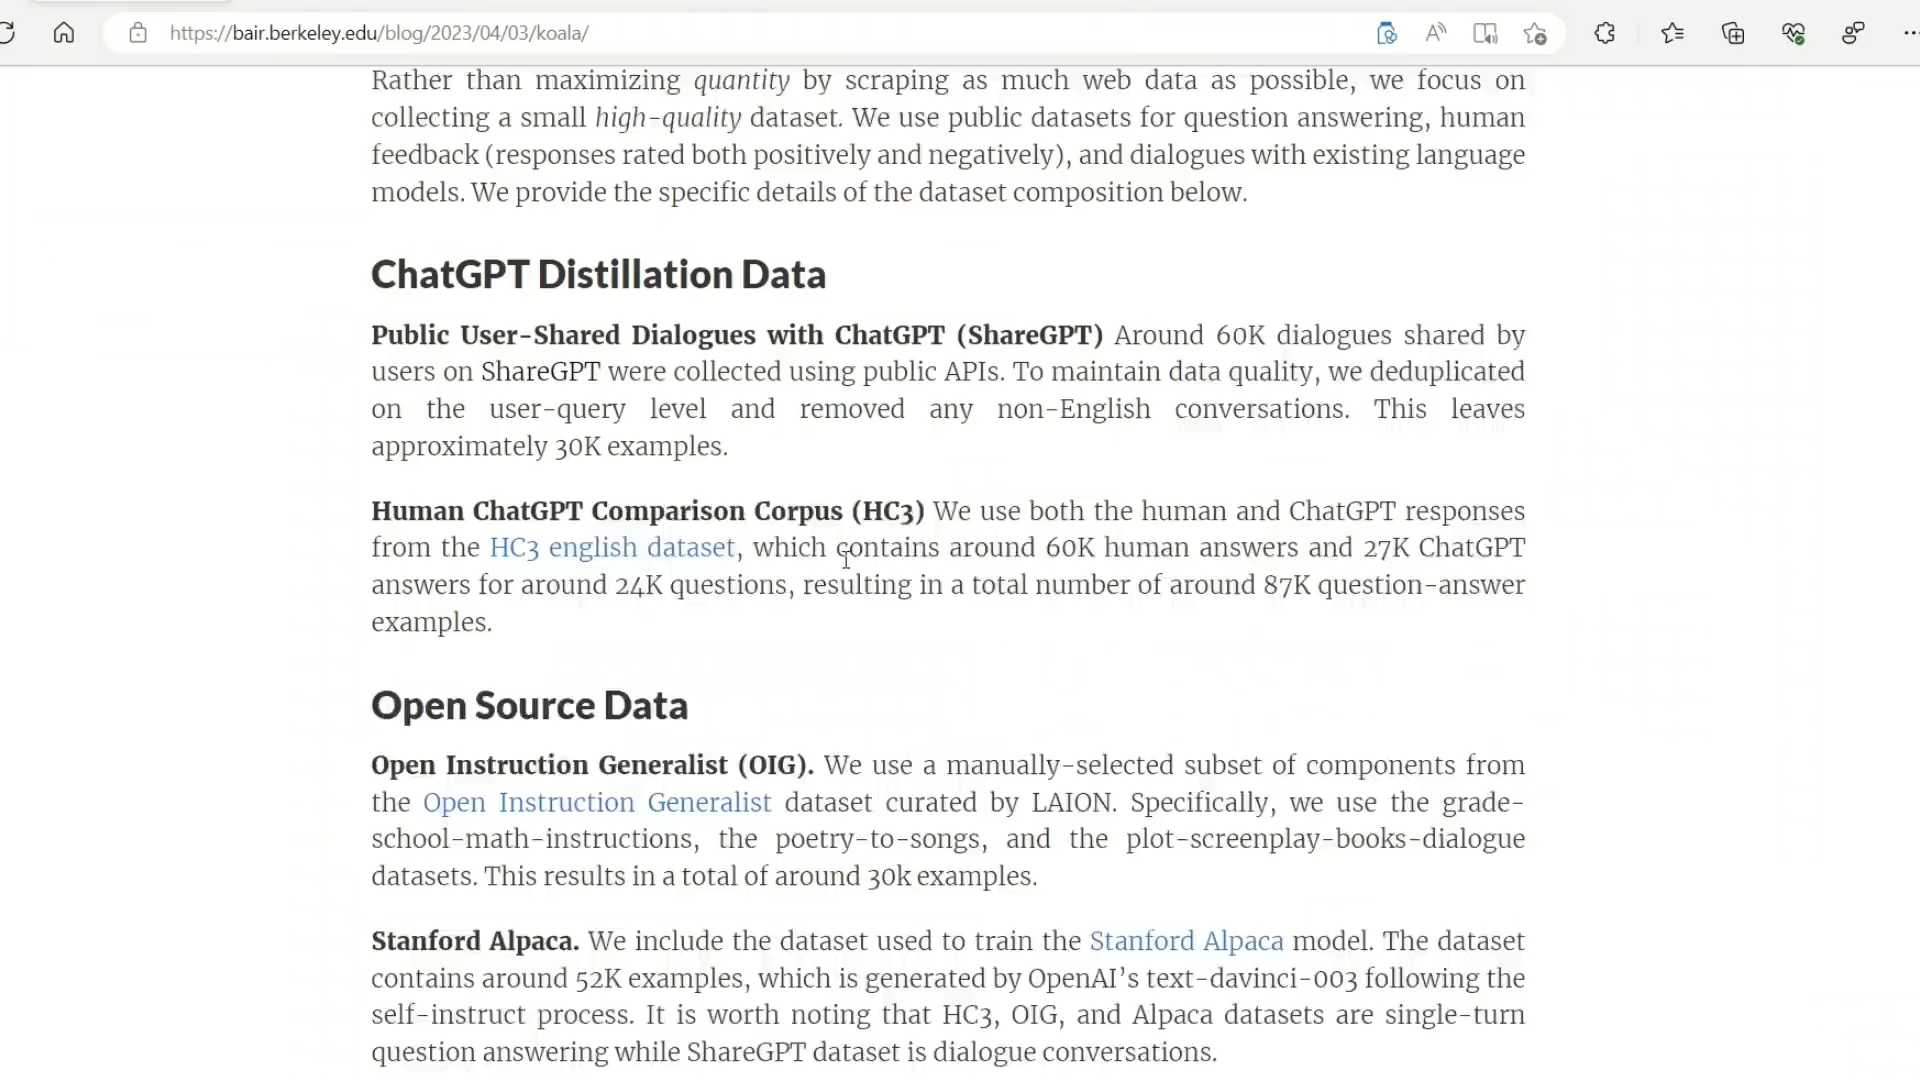 https://bair.berkeley.edu/blog/2023/04/03/koala/
Rather than maximizing quantity by scraping as much web data as possible, we focus on
collecting a small high-quality dataset. We use public datasets for question answering, human
feedback (responses rated both positively and negatively), and dialogues with existing language
models. We provide the specific details of the dataset composition below.
ChatGPT Distillation Data
Public User-Shared Dialogues with ChatGPT (ShareGPT) Around 60K dialogues shared by
users on ShareGPT were collected using public APIs. To maintain data quality, we deduplicated
on the user-query level and removed any non-English conversations. This leaves
approximately 30K examples.
Human ChatGPT Comparison Corpus (HC3) We use both the human and ChatGPT responses
from the HC3 english dataset, which contains around 60K human answers and 27K ChatGPT
answers for around 24K questions, resulting in a total number of around 87K question-answer
examples.
Open Source Data
Open Instruction Generalist (OIG). We use a manually-selected subset of components from
the Open Instruction Generalist dataset curated by LAION. Specifically, we use the grade-
school-math-instructions, the poetry-to-songs, and the plot-screenplay-books-dialogue
datasets. This results in a total of around 30k examples.
Stanford Alpaca. We include the dataset used to train the Stanford Alpaca model. The dataset
contains around 52K examples, which is generated by OpenAI’s text-davinci-003 following the
self-instruct process. It is worth noting that HC3, OIG, and Alpaca datasets are single-turn
question answering while ShareGPT dataset is dialogue conversations.